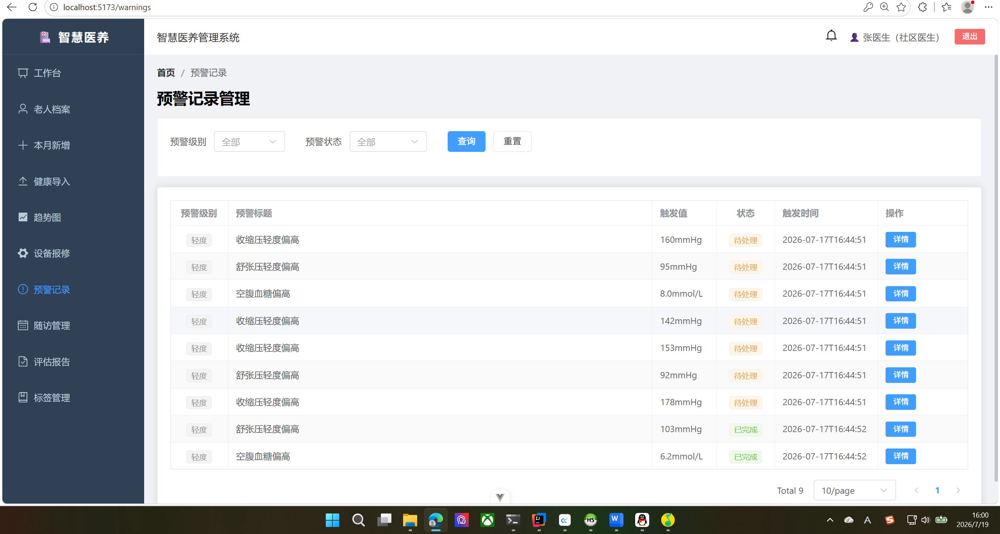 localhost:5173/warnings
智慧医养
智慧医养管理系统
张医生（社区医生）
退出
工作台
老人档案
本月新增
健康导入
趋势图
设备报修
预警记录
随访管理
评估报告
标签管理
首页 / 预警记录
预警记录管理
预警级别 全部 预警状态 全部 查询 重置
预警级别 预警标题 触发值 状态 触发时间 操作
轻度 收缩压轻度偏高 160mmHg 待处理 2026-07-17T16:44:51 详情
轻度 舒张压轻度偏高 95mmHg 待处理 2026-07-17T16:44:51 详情
轻度 空腹血糖偏高 8.0mmol/L 待处理 2026-07-17T16:44:51 详情
轻度 收缩压轻度偏高 142mmHg 待处理 2026-07-17T16:44:51 详情
轻度 收缩压轻度偏高 153mmHg 待处理 2026-07-17T16:44:51 详情
轻度 舒张压轻度偏高 92mmHg 待处理 2026-07-17T16:44:51 详情
轻度 收缩压轻度偏高 178mmHg 待处理 2026-07-17T16:44:51 详情
轻度 舒张压轻度偏高 103mmHg 已完成 2026-07-17T16:44:52 详情
轻度 空腹血糖偏高 6.2mmol/L 已完成 2026-07-17T16:44:52 详情
Total 9 10/page 1
16:00
2026/7/19